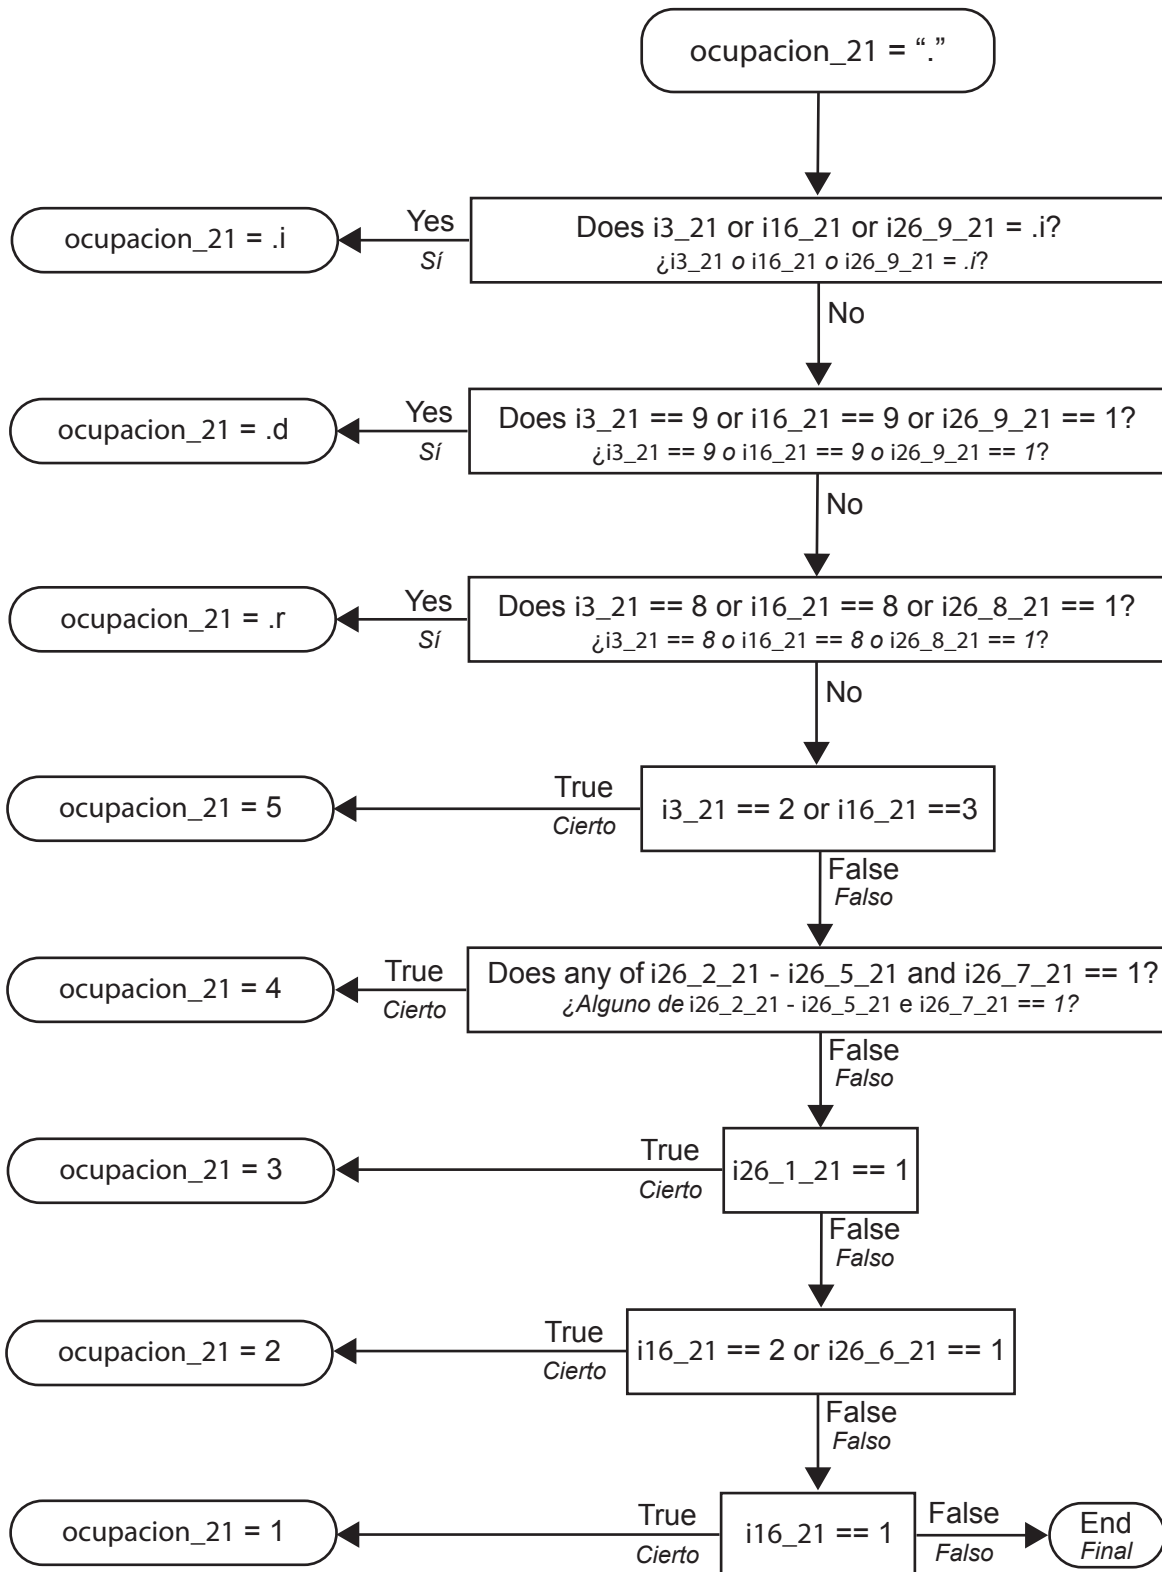 ocupacion_21 = “.”
Does i3_21 or i16_21 or i26_9_21 = .i?
¿i3_21 o i16_21 o i26_9_21 = .i?
Yes
Sí
ocupacion_21 = .i
No
Does i3_21 == 9 or i16_21 == 9 or i26_9_21 == 1?
¿i3_21 == 9 o i16_21 == 9 o i26_9_21 == 1?
Yes
Sí
ocupacion_21 = .d
No
Does i3_21 == 8 or i16_21 == 8 or i26_8_21 == 1?
¿i3_21 == 8 o i16_21 == 8 o i26_8_21 == 1?
Yes
Sí
ocupacion_21 = .r
No
i3_21 == 2 or i16_21 ==3
True
Cierto
ocupacion_21 = 5
False
Falso
Does any of i26_2_21 - i26_5_21 and i26_7_21 == 1?
¿Alguno de i26_2_21 - i26_5_21 e i26_7_21 == 1?
True
Cierto
ocupacion_21 = 4
False
Falso
i26_1_21 == 1
True
Cierto
ocupacion_21 = 3
False
Falso
i16_21 == 2 or i26_6_21 == 1
True
Cierto
ocupacion_21 = 2
False
Falso
i16_21 == 1
True
Cierto
ocupacion_21 = 1
False
Falso
End
Final